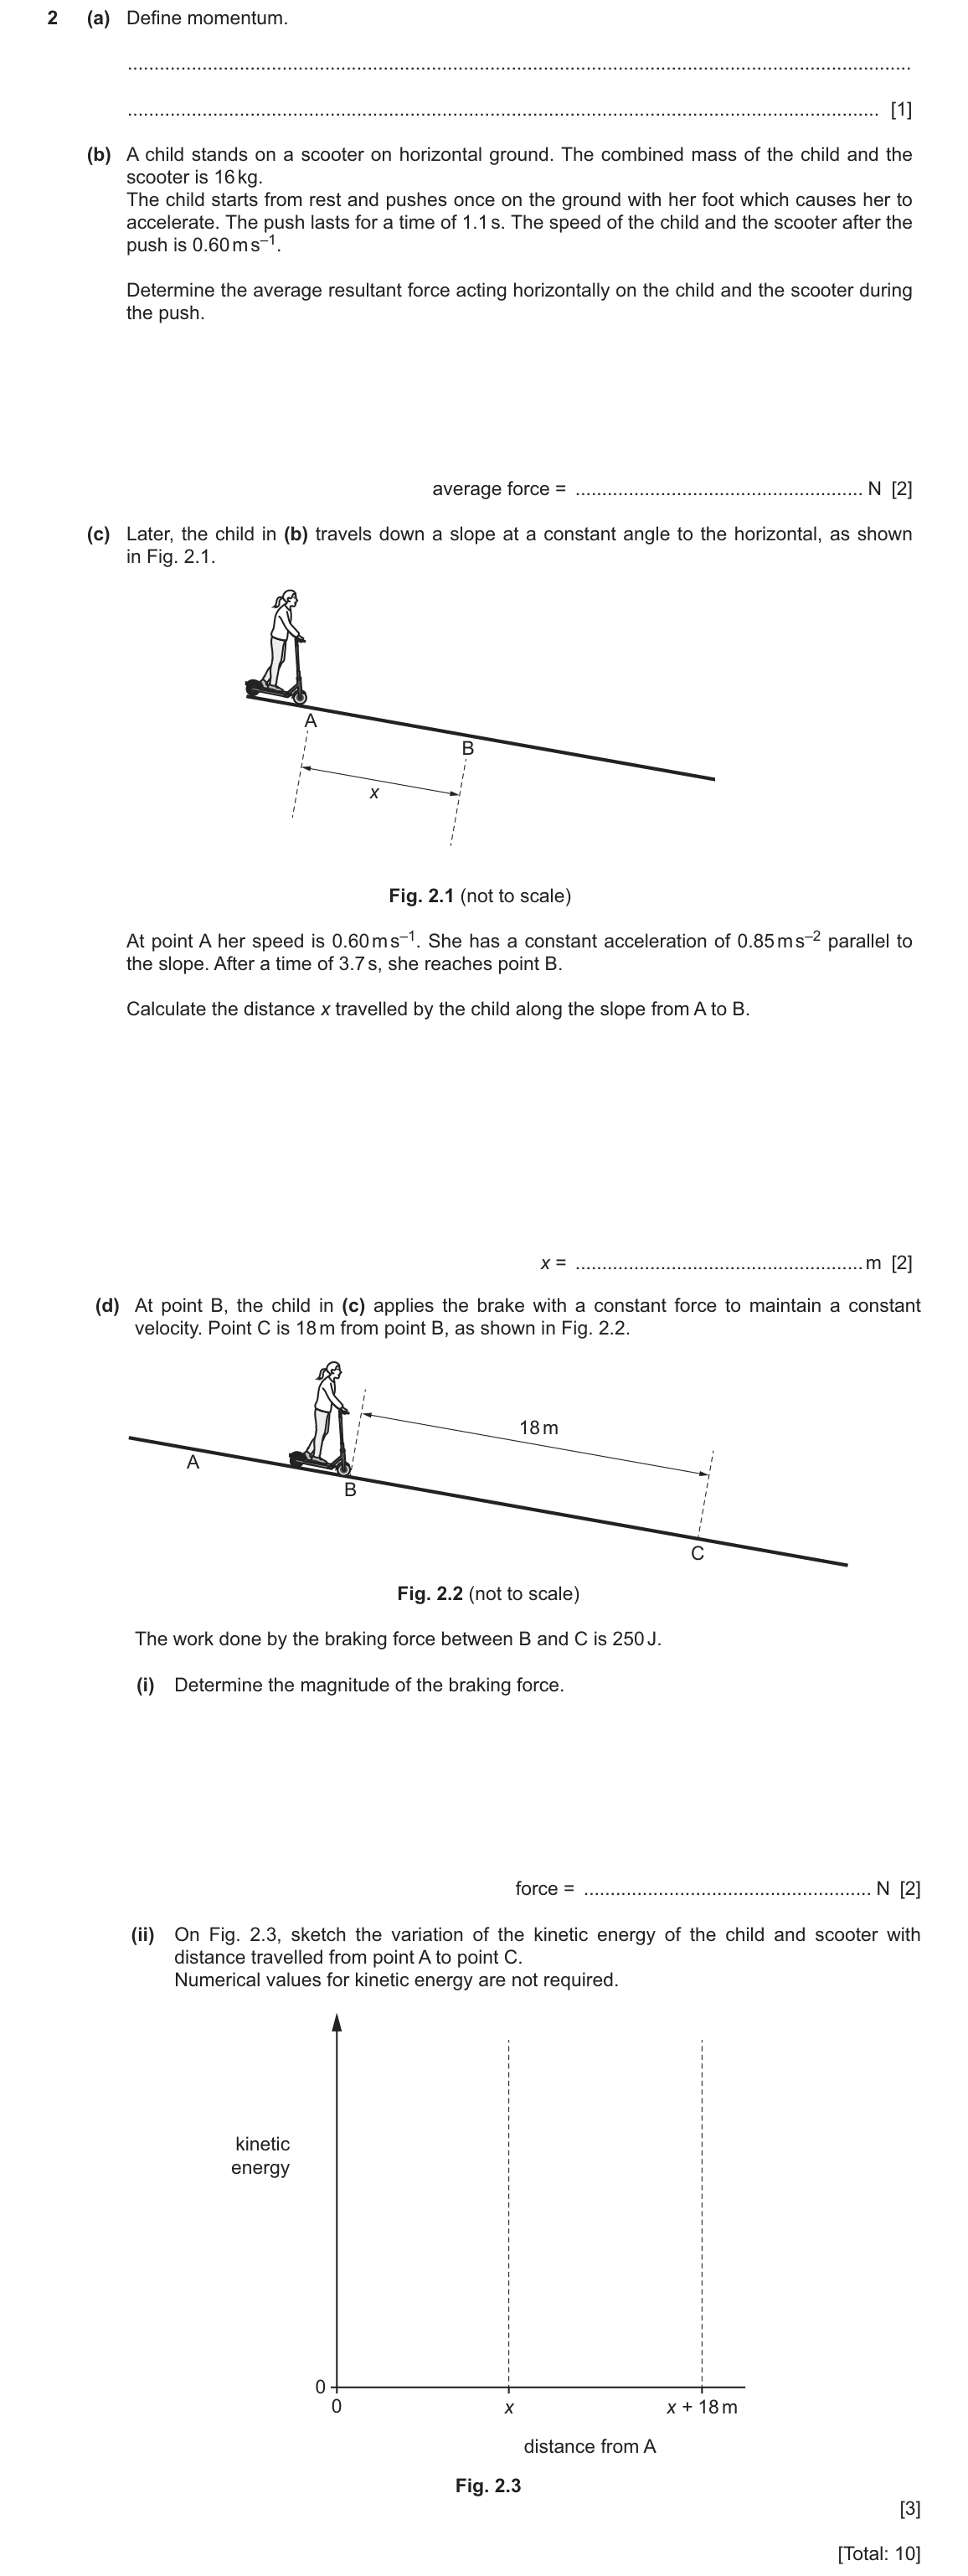 2 (a) Define momentum.
..........................................................................................................................................
.................................................................................................................................... [1]
(b) A child stands on a scooter on horizontal ground. The combined mass of the child and the
scooter is 16 kg.
The child starts from rest and pushes once on the ground with her foot which causes her to
accelerate. The push lasts for a time of 1.1 s. The speed of the child and the scooter after the
push is 0.60 m s⁻¹.
Determine the average resultant force acting horizontally on the child and the scooter during
the push.
average force = ...................................................... N [2]
(c) Later, the child in (b) travels down a slope at a constant angle to the horizontal, as shown
in Fig. 2.1.
A
B
x
Fig. 2.1 (not to scale)
At point A her speed is 0.60 m s⁻¹. She has a constant acceleration of 0.85 m s⁻² parallel to
the slope. After a time of 3.7 s, she reaches point B.
Calculate the distance x travelled by the child along the slope from A to B.
x = ...................................................... m [2]
(d) At point B, the child in (c) applies the brake with a constant force to maintain a constant
velocity. Point C is 18 m from point B, as shown in Fig. 2.2.
18 m
A
B
C
Fig. 2.2 (not to scale)
The work done by the braking force between B and C is 250 J.
(i) Determine the magnitude of the braking force.
force = ...................................................... N [2]
(ii) On Fig. 2.3, sketch the variation of the kinetic energy of the child and scooter with
distance travelled from point A to point C.
Numerical values for kinetic energy are not required.
kinetic
energy
0
0 x x + 18 m
distance from A
Fig. 2.3
[3]
[Total: 10]